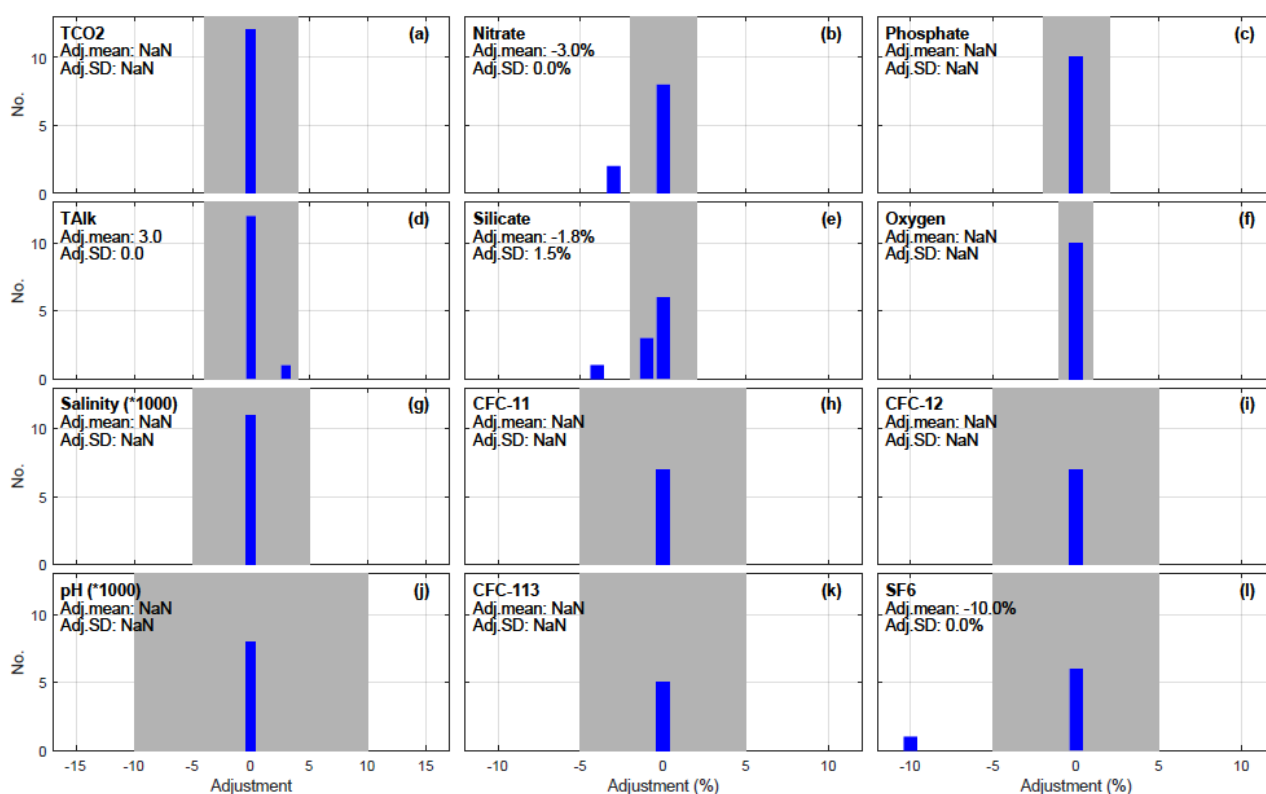 TCO2 (a)
Adj.mean: NaN
Adj.SD: NaN
Nitrate (b)
Adj.mean: -3.0%
Adj.SD: 0.0%
Phosphate (c)
Adj.mean: NaN
Adj.SD: NaN
No.
10
5
0
TAlk (d)
Adj.mean: 3.0
Adj.SD: 0.0
Silicate (e)
Adj.mean: -1.8%
Adj.SD: 1.5%
Oxygen (f)
Adj.mean: NaN
Adj.SD: NaN
No.
10
5
0
Salinity (*1000) (g)
Adj.mean: NaN
Adj.SD: NaN
CFC-11 (h)
Adj.mean: NaN
Adj.SD: NaN
CFC-12 (i)
Adj.mean: NaN
Adj.SD: NaN
No.
10
5
0
pH (*1000) (j)
Adj.mean: NaN
Adj.SD: NaN
CFC-113 (k)
Adj.mean: NaN
Adj.SD: NaN
SF6 (l)
Adj.mean: -10.0%
Adj.SD: 0.0%
No.
10
5
0
-15 -10 -5 0 5 10 15
-10 -5 0 5 10
-10 -5 0 5 10
Adjustment
Adjustment (%)
Adjustment (%)